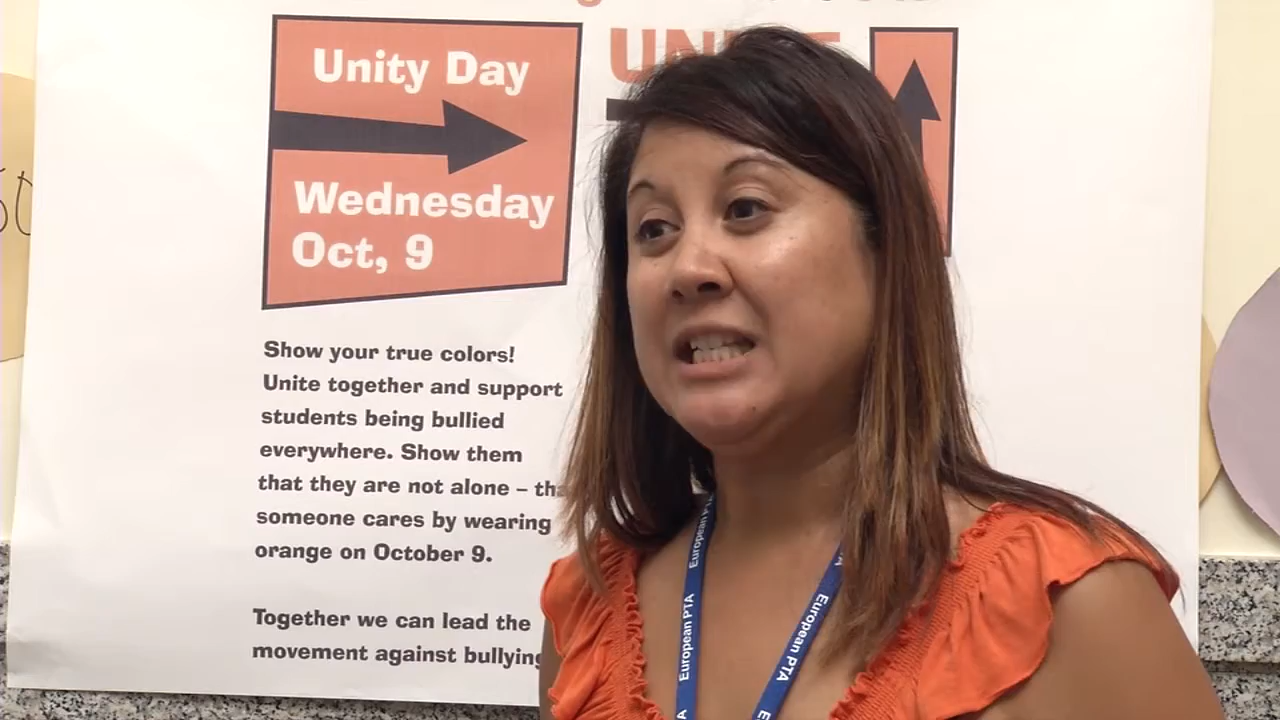 Unity Day
Wednesday
Oct, 9
Show your true colors!
Unite together and support
students being bullied
everywhere. Show them
that they are not alone –
someone cares by wearing
orange on October 9.
Together we can lead the
movement against bullying
European PTA
European PTA
European PTA